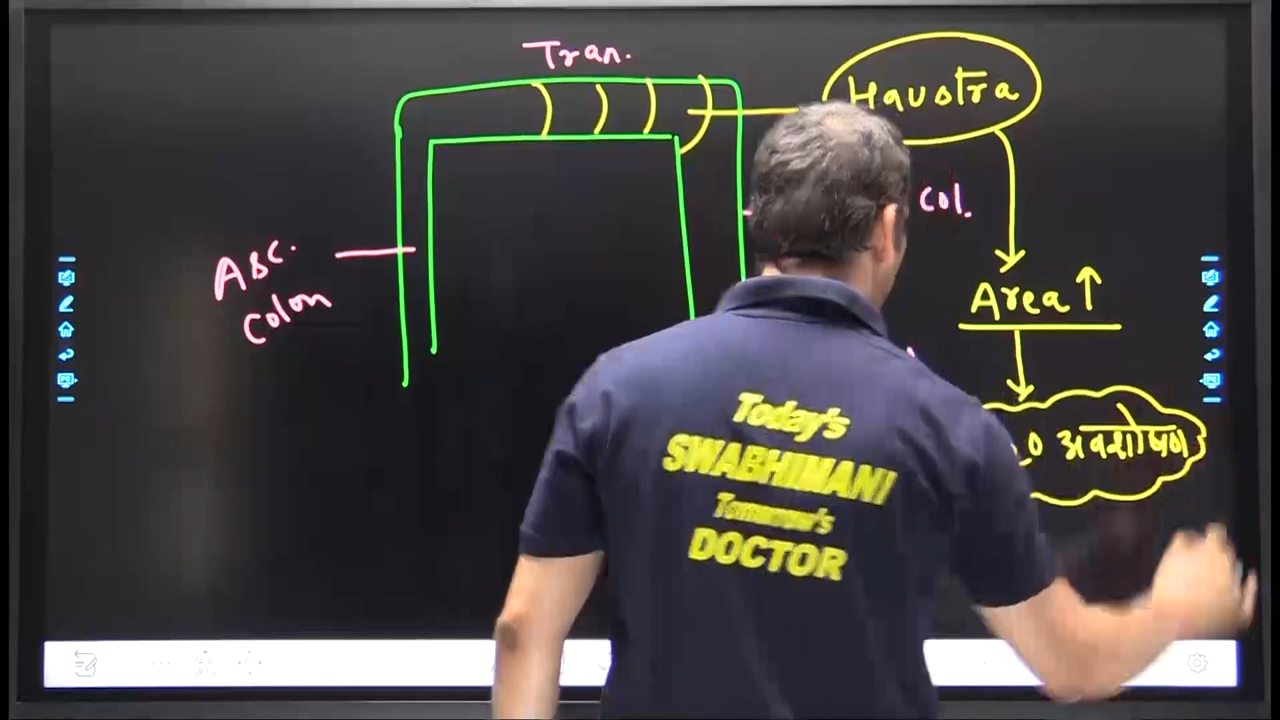 Tran.
Haustra
Col.
Asc.
Colon
Area ↑
अवशोषण
Today's
SWABHIMANI
Tomorrow's
DOCTOR